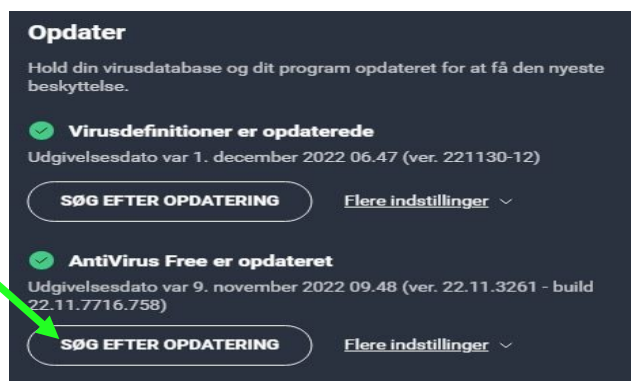 Opdater
Hold din virusdatabase og dit program opdateret for at få den nyeste
beskyttelse.
Virusdefinitioner er opdaterede
Udgivelsesdato var 1. december 2022 06.47 (ver. 221130-12)
SØG EFTER OPDATERING Flere indstillinger
AntiVirus Free er opdateret
Udgivelsesdato var 9. november 2022 09.48 (ver. 22.11.3261 - build
22.11.7716.758)
SØG EFTER OPDATERING Flere indstillinger